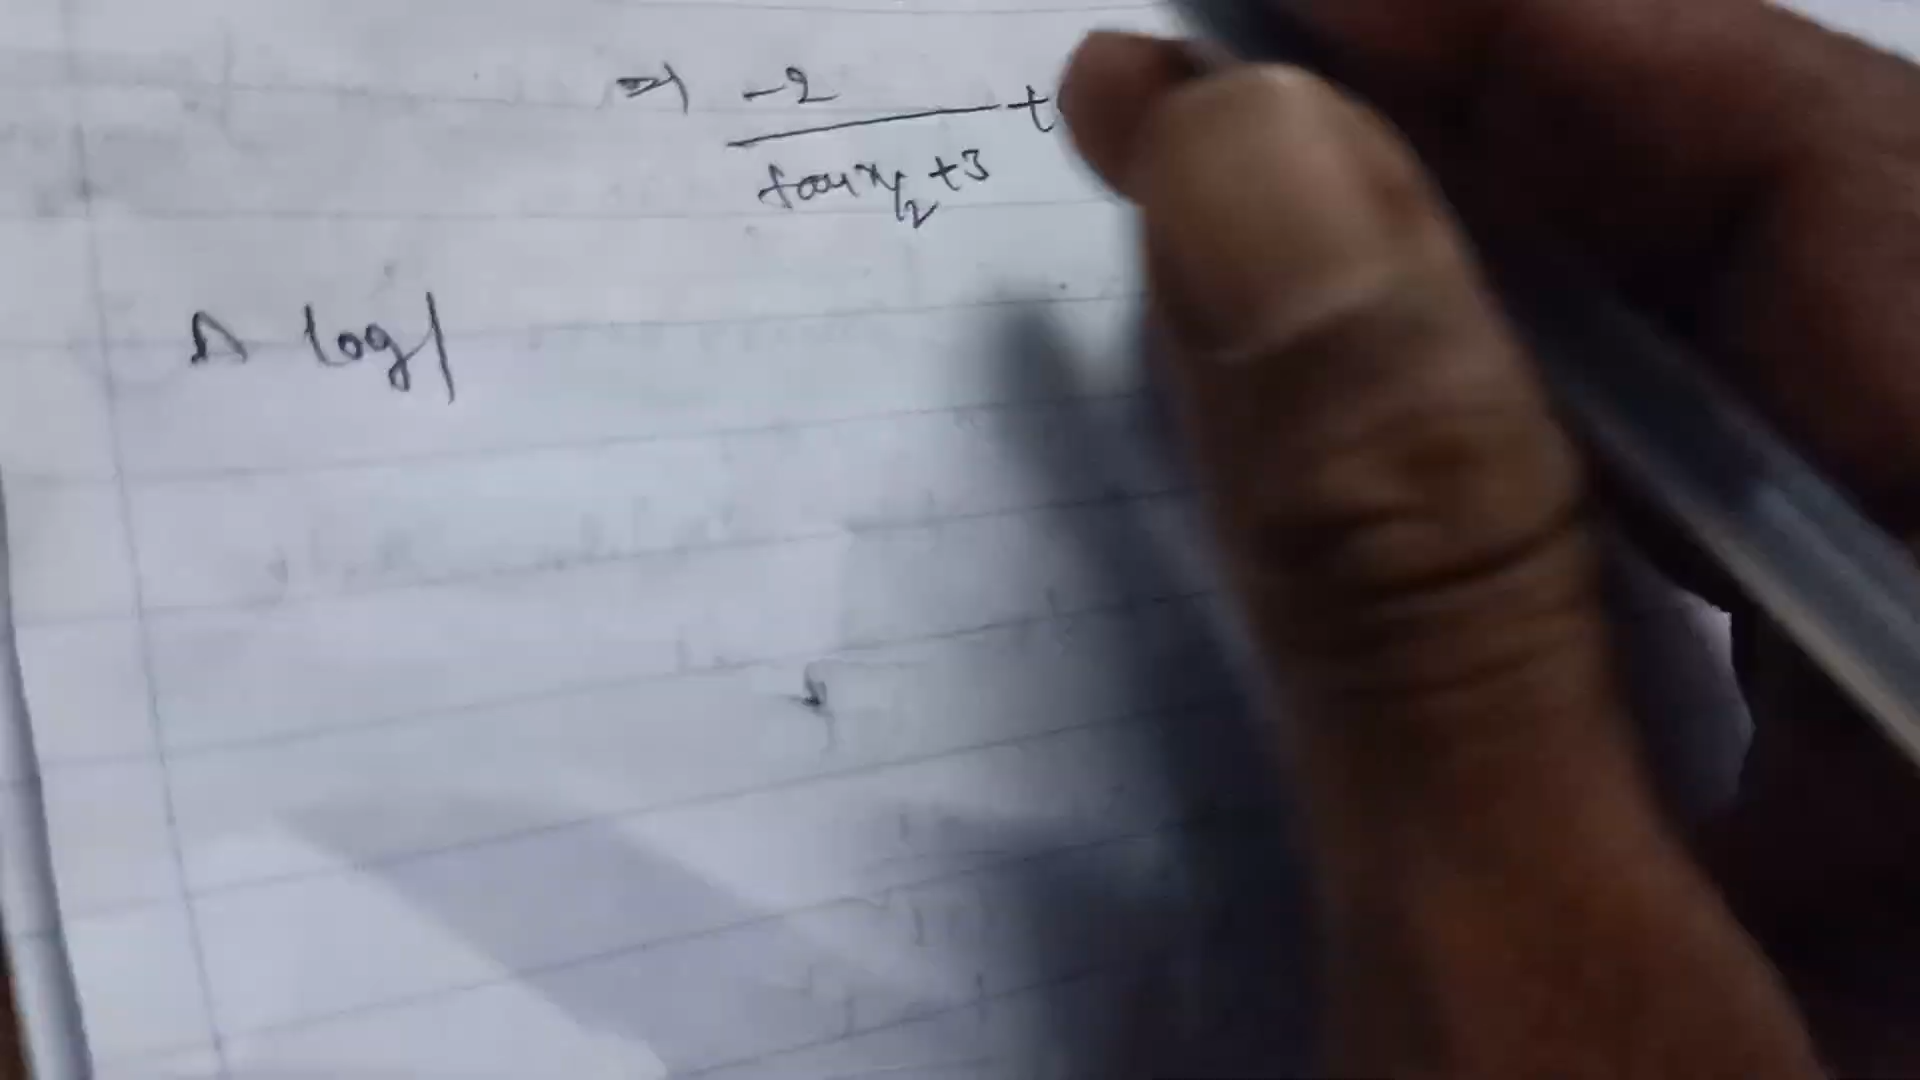 ⇒ -2 / (tan x/2 + 3) +
A log|